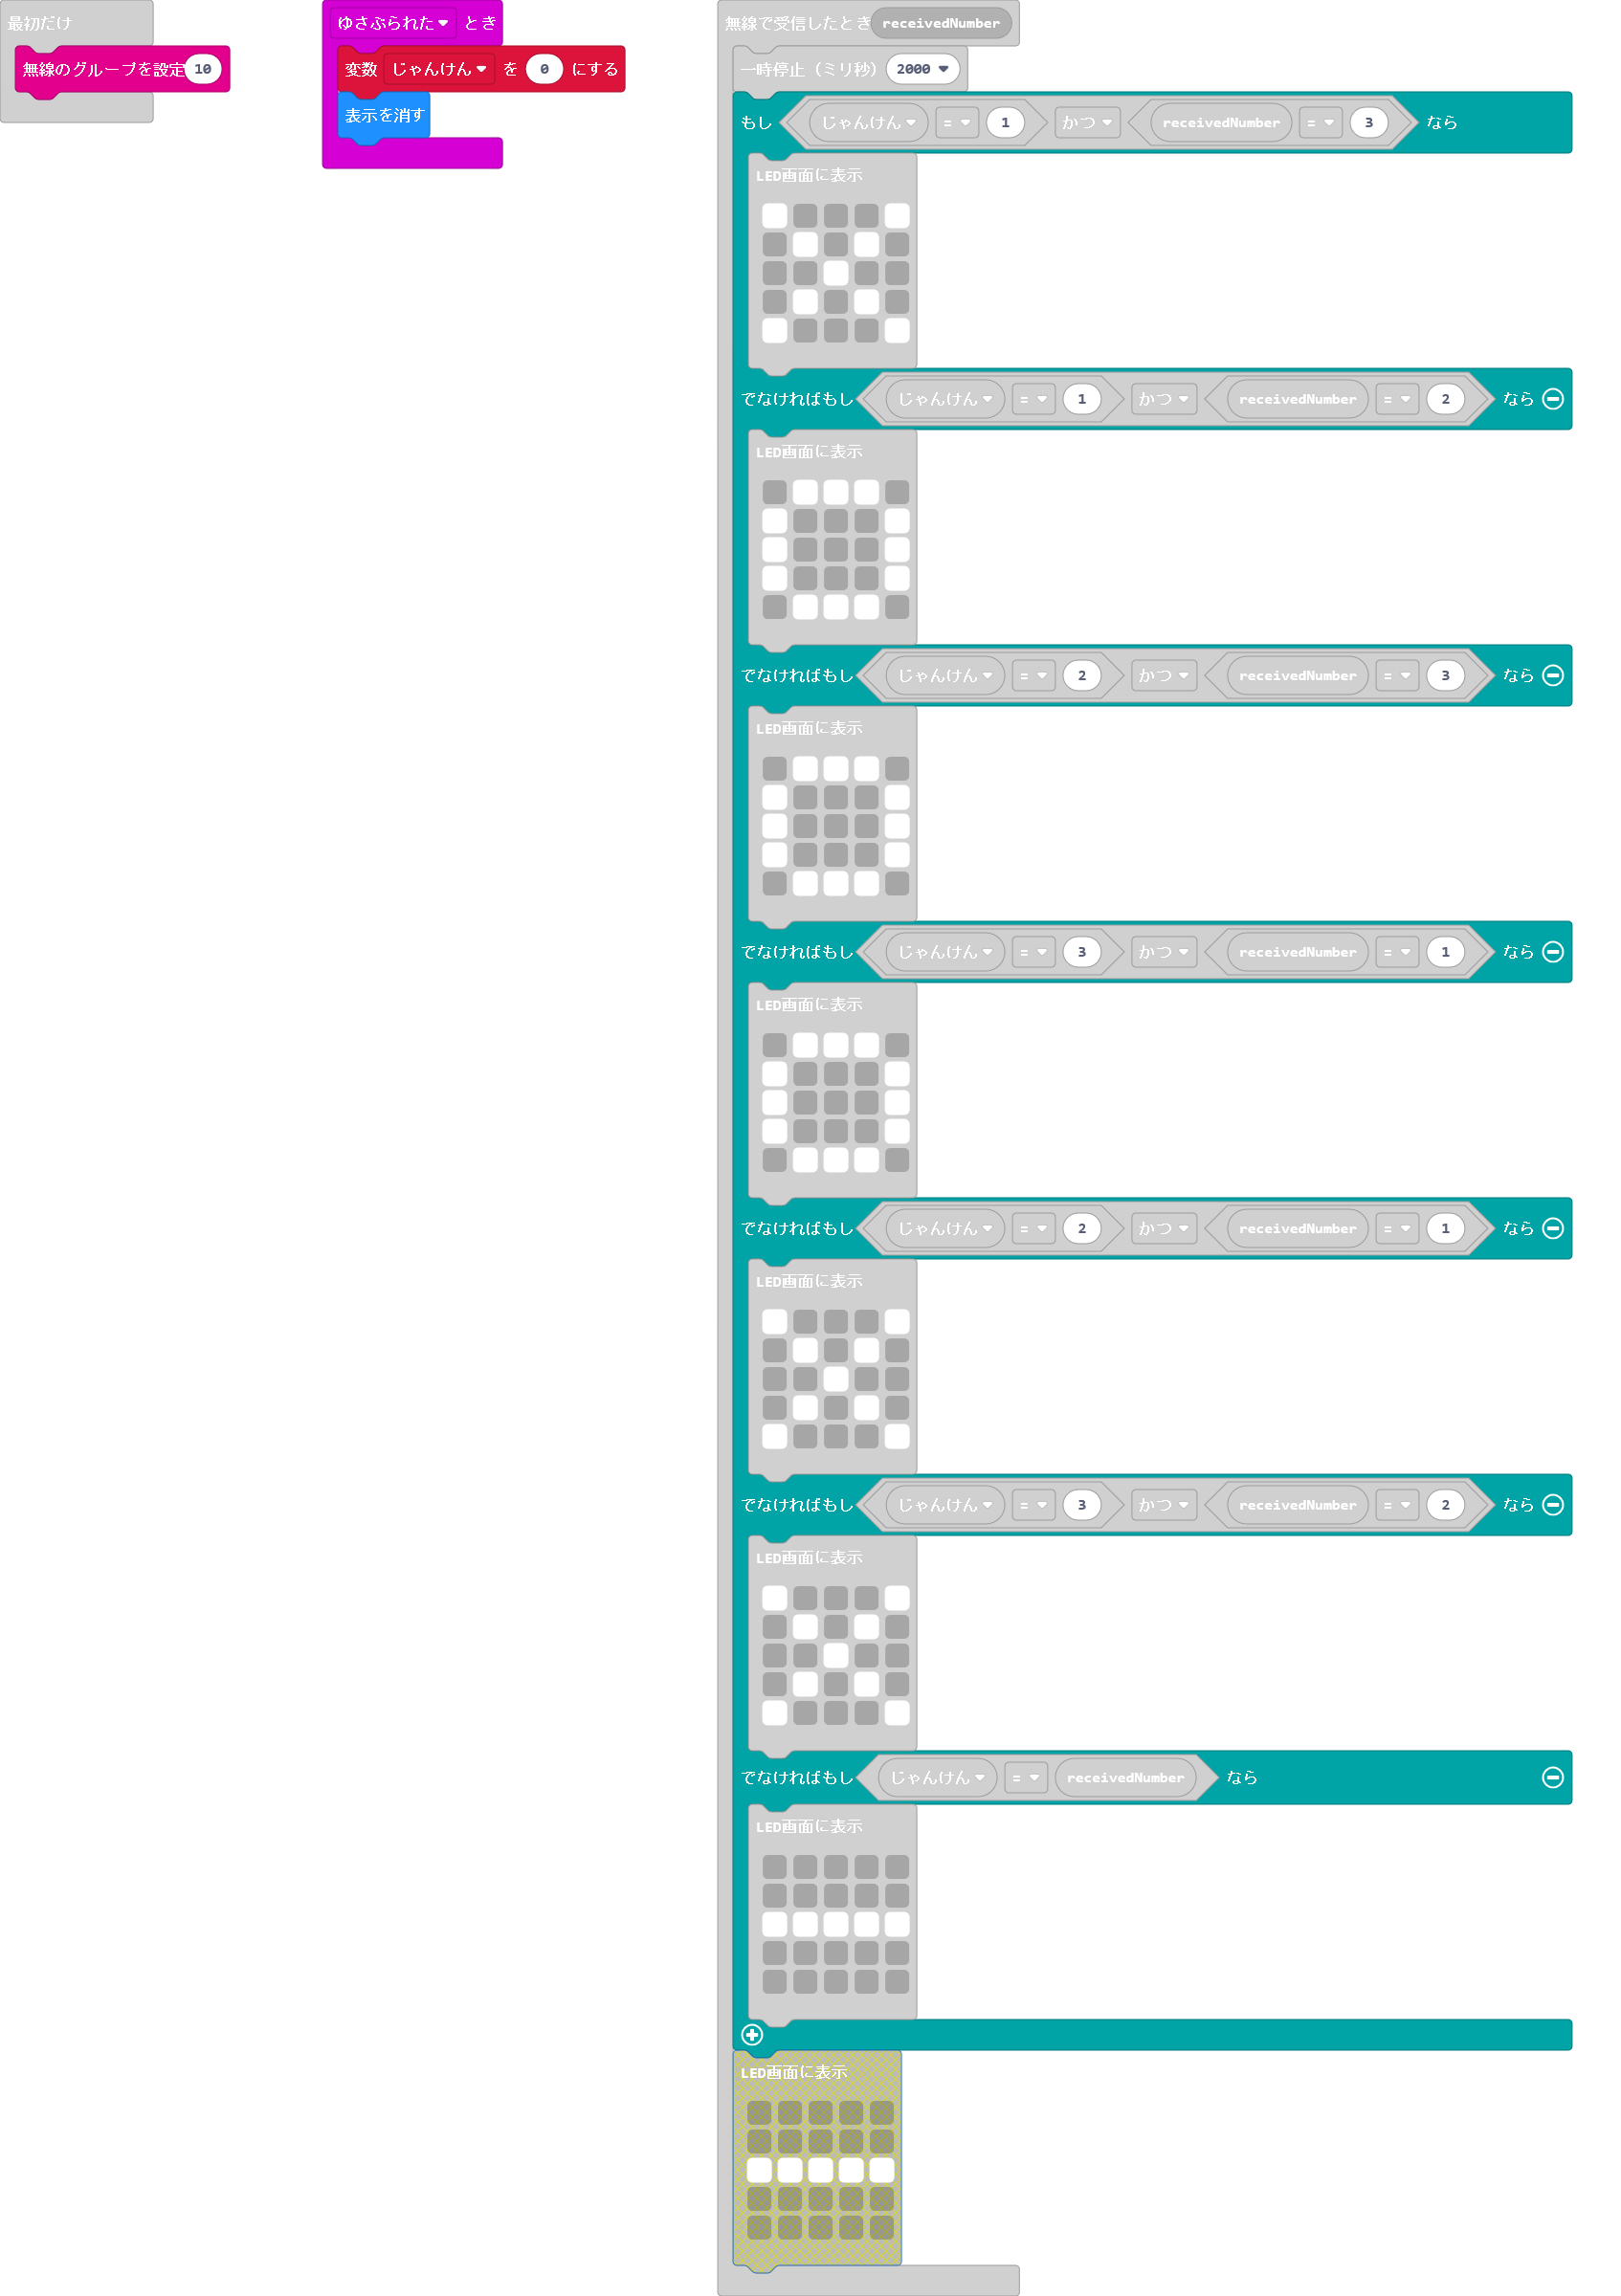 最初だけ
無線のグループを設定 10
ゆさぶられた とき
変数 じゃんけん を 0 にする
表示を消す
無線で受信したとき receivedNumber
一時停止（ミリ秒） 2000
もし じゃんけん = 1 かつ receivedNumber = 3 なら
LED画面に表示
でなければもし じゃんけん = 1 かつ receivedNumber = 2 なら
LED画面に表示
でなければもし じゃんけん = 2 かつ receivedNumber = 3 なら
LED画面に表示
でなければもし じゃんけん = 3 かつ receivedNumber = 1 なら
LED画面に表示
でなければもし じゃんけん = 2 かつ receivedNumber = 1 なら
LED画面に表示
でなければもし じゃんけん = 3 かつ receivedNumber = 2 なら
LED画面に表示
でなければもし じゃんけん = receivedNumber なら
LED画面に表示
LED画面に表示